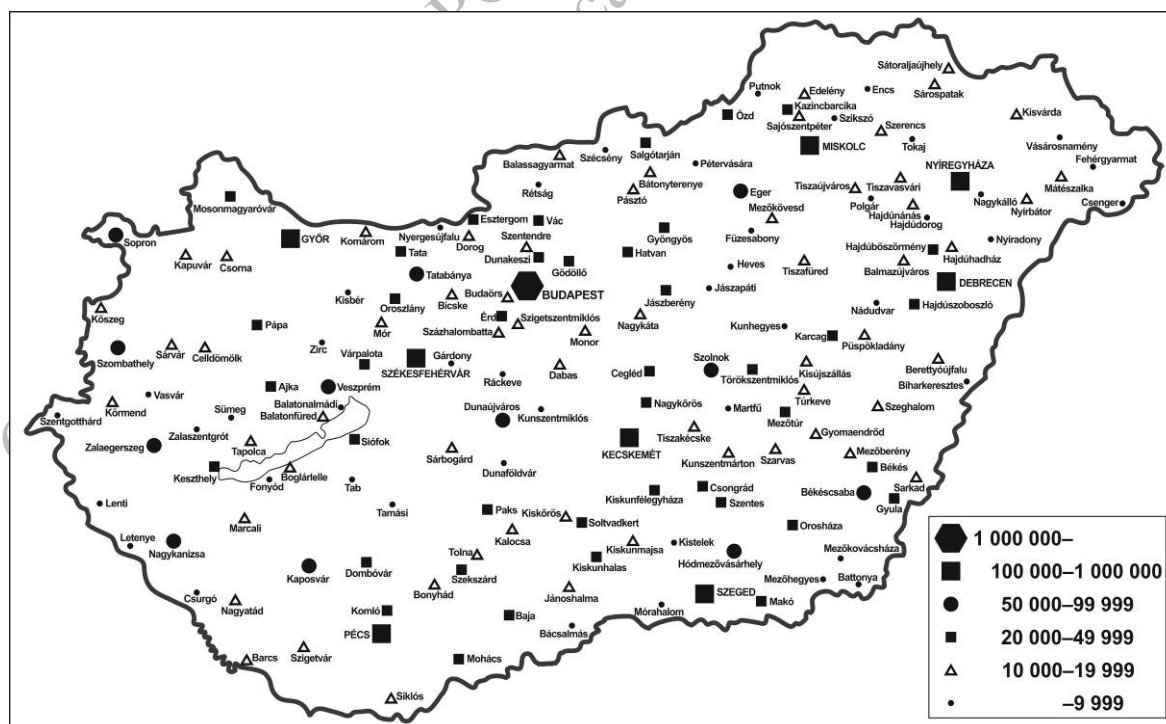 Sátoraljaújhely
Putnok
Edelény
Encs
Sárospatak
Kazincbarcika
Ózd
Sajószentpéter
Szikszó
Kisvárda
Szerencs
MISKOLC
Tokaj
Vásárosnamény
Balassagyarmat
Szécsény
Salgótarján
Pétervására
NYÍREGYHÁZA
Fehérgyarmat
Bátonyterenye
Rétság
Pásztó
Eger
Tiszaújváros
Tiszavasvári
Mátészalka
Mosonmagyaróvár
Mezőkövesd
Polgár
Nagykálló
Nyírbátor
Csenger
Hajdúnánás
Hajdúdorog
Esztergom
Vác
Sopron
GYŐR
Komárom
Nyergesújfalu
Dorog
Szentendre
Gyöngyös
Füzesabony
Nyíradony
Hajdúböszörmény
Hajdúhadház
Kapuvár
Csorna
Tata
Dunakeszi
Gödöllő
Hatvan
Heves
Tiszafüred
Balmazújváros
Tatabánya
DEBRECEN
Kisbér
Oroszlány
Bicske
Budaörs
BUDAPEST
Jászberény
Jászapáti
Kőszeg
Nádudvar
Hajdúszoboszló
Pápa
Mór
Érd
Szigetszentmiklós
Százhalombatta
Monor
Nagykáta
Kunhegyes
Karcag
Püspökladány
Szombathely
Sárvár
Celldömölk
Zirc
Várpalota
SZÉKESFEHÉRVÁR
Gárdony
Ráckeve
Dabas
Cegléd
Szolnok
Törökszentmiklós
Kisújszállás
Berettyóújfalu
Biharkeresztes
Vasvár
Ajka
Veszprém
Körmend
Szentgotthárd
Sümeg
Balatonalmádi
Balatonfüred
Dunaújváros
Kunszentmiklós
Nagykőrös
Martfű
Túrkeve
Mezőtúr
Szeghalom
Zalaegerszeg
Zalaszentgrót
Tapolca
Siófok
Sárbogárd
KECSKEMÉT
Tiszakécske
Kunszentmárton
Szarvas
Gyomaendrőd
Mezőberény
Keszthely
Fonyód
Boglárlelle
Tab
Dunaföldvár
Békés
Sarkad
Kiskunfélegyháza
Csongrád
Szentes
Békéscsaba
Gyula
Lenti
Marcali
Tamási
Paks
Kalocsa
Kiskőrös
Soltvadkert
Orosháza
Letenye
Nagykanizsa
Kaposvár
Dombóvár
Tolna
Szekszárd
Kiskunmajsa
Kiskunhalas
Kistelek
Hódmezővásárhely
Mezőkovácsháza
Mezőhegyes
Battonya
Csurgó
Nagyatád
Bonyhád
Jánoshalma
Komló
PÉCS
Baja
Bácsalmás
Mórahalom
SZEGED
Makó
Barcs
Szigetvár
Mohács
Siklós
1 000 000–
100 000–1 000 000
50 000–99 999
20 000–49 999
10 000–19 999
–9 999